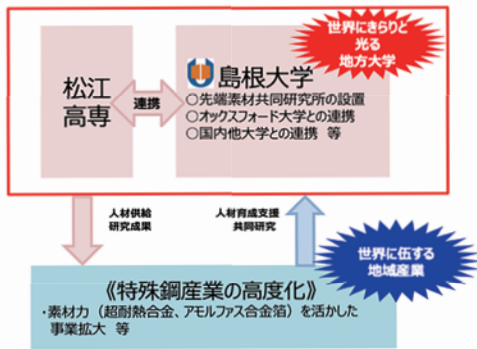 世界にきらりと
光る
地方大学
松江
高専
連携
島根大学
○先端素材共同研究所の設置
○オックスフォード大学との連携
○国内他大学との連携 等
人材供給
研究成果
人材育成支援
共同研究
世界に伍する
地域産業
《特殊鋼産業の高度化》
・素材力（超耐熱合金、アモルファス合金箔）を活かした
事業拡大 等